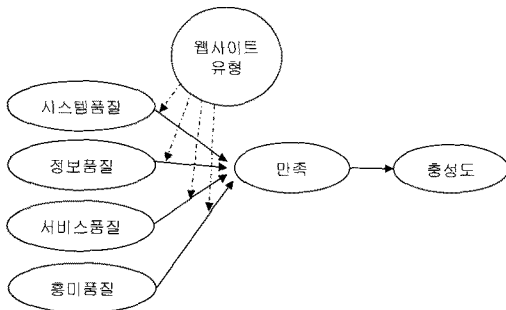 웹사이트
유형
시스템품질
정보품질
만족
충성도
서비스품질
흥미품질